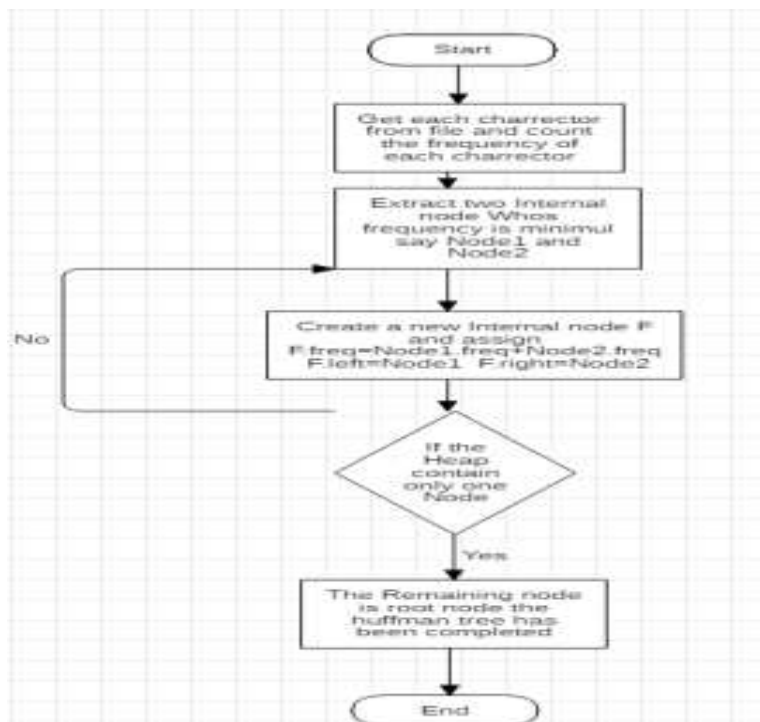 Start
Get each charrector
from file and count
the frequency of
each charrector
Extract two Internal
node Whos
frequency is minimul
say Node1 and
Node2
No
Create a new Internal node F
and assign
F.freq=Node1.freq+Node2.freq
F.left=Node1 F.right=Node2
If the
Heap
contain
only one
Node
Yes
The Remaining node
is root node the
huffman tree has
been completed
End